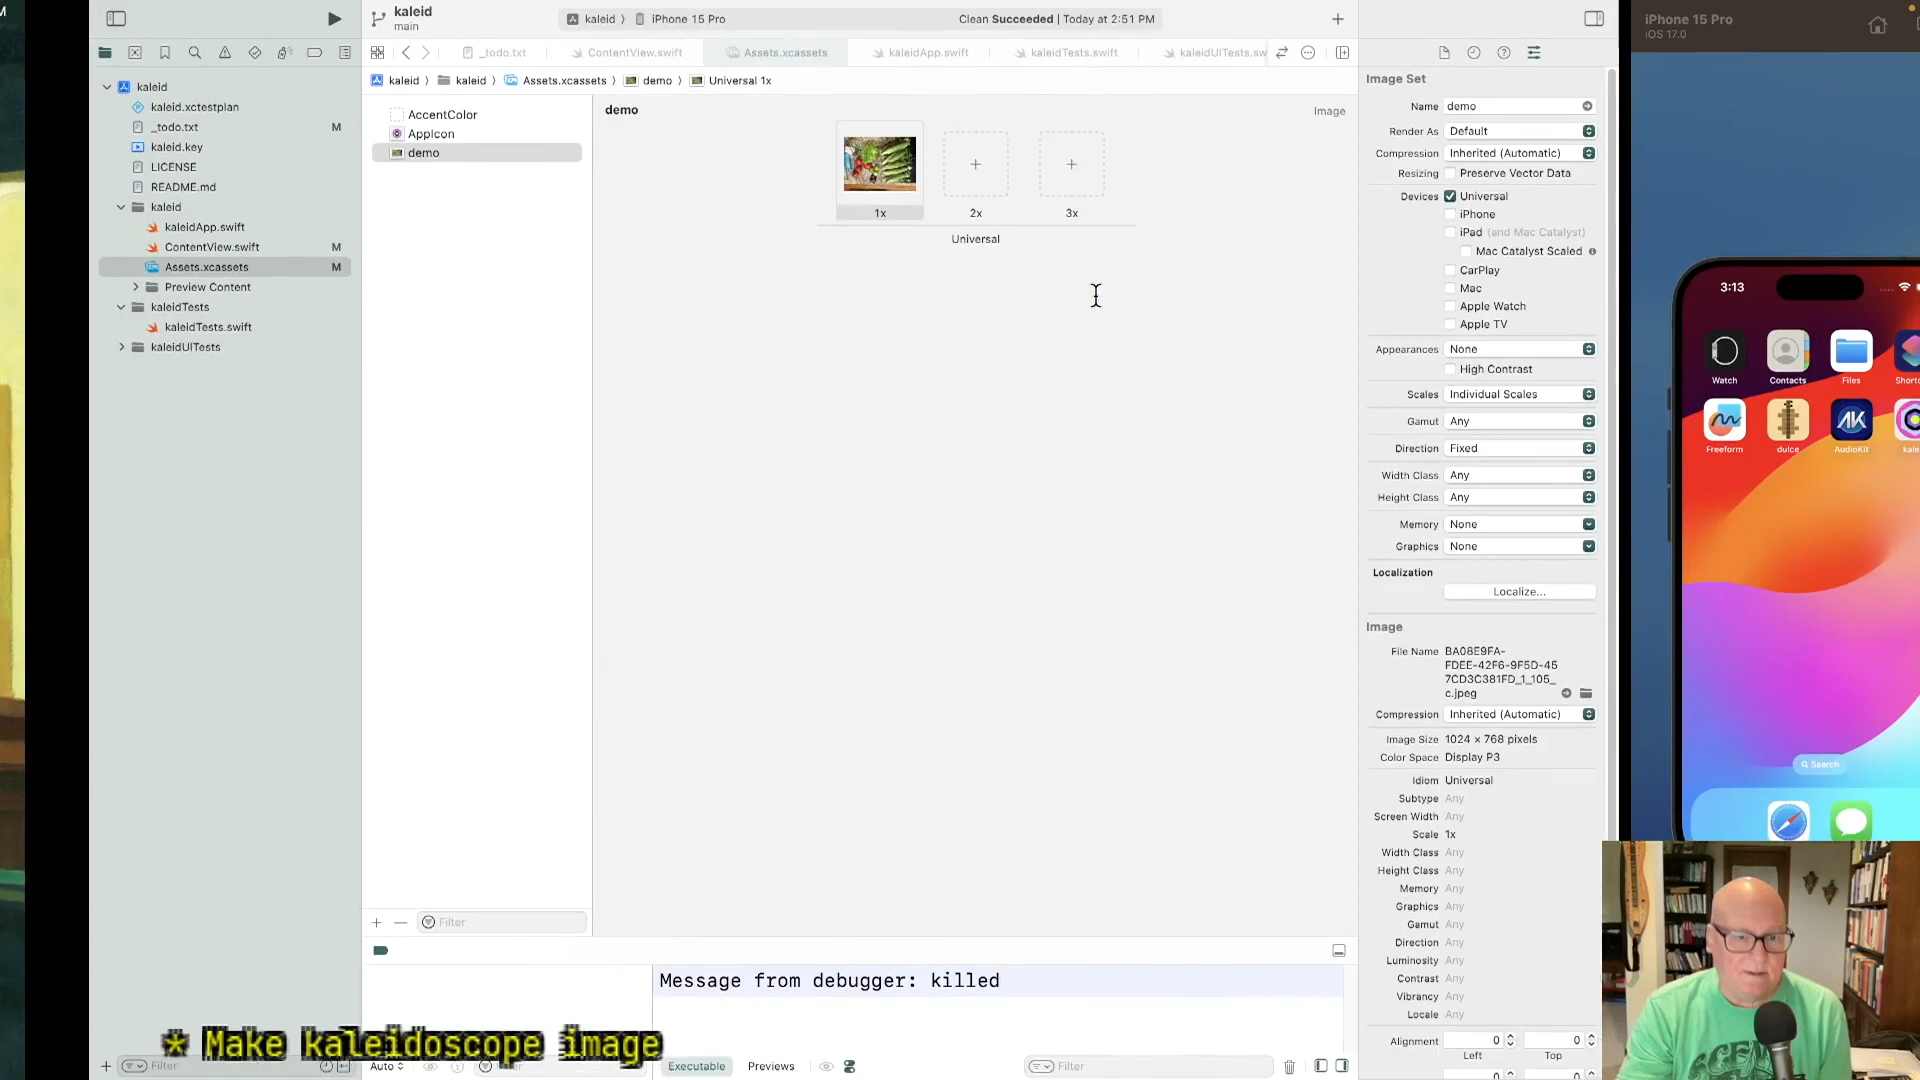 M
kaleid
main
kaleid 〉 iPhone 15 Pro
Clean Succeeded | Today at 2:51 PM
iPhone 15 Pro
iOS 17.0
_todo.txt
ContentView.swift
Assets.xcassets
kaleidApp.swift
kaleidTests.swift
kaleidUITests.sw
kaleid 〉 kaleid 〉 Assets.xcassets 〉 demo 〉 Universal 1x
kaleid
kaleid.xctestplan
_todo.txt M
kaleid.key
LICENSE
README.md
kaleid
kaleidApp.swift
ContentView.swift M
Assets.xcassets M
Preview Content
kaleidTests
kaleidTests.swift
kaleidUITests
AccentColor
AppIcon
demo
demo
Image
1x
2x
3x
Universal
Image Set
Name demo
Render As Default
Compression Inherited (Automatic)
Resizing Preserve Vector Data
Devices Universal
iPhone
iPad (and Mac Catalyst)
Mac Catalyst Scaled
CarPlay
Mac
Apple Watch
Apple TV
Appearances None
High Contrast
Scales Individual Scales
Gamut Any
Direction Fixed
Width Class Any
Height Class Any
Memory None
Graphics None
Localization
Localize...
Image
File Name BA08E9FA-
FDEE-42F6-9F5D-45
7CD3C381FD_1_105_
c.jpeg
Compression Inherited (Automatic)
Image Size 1024 × 768 pixels
Color Space Display P3
Idiom Universal
Subtype Any
Screen Width Any
Scale 1x
Width Class Any
Height Class Any
Memory Any
Graphics Any
Gamut Any
Direction Any
Luminosity Any
Contrast Any
Vibrancy Any
Locale Any
Alignment 0 0
Left Top
0 0
3:13
Watch
Contacts
Files
Shortc
AK
Freeform
dulce
AudioKit
kale
Search
Filter
Message from debugger: killed
* Make kaleidoscope image
Filter
Auto
Executable
Previews
Filter